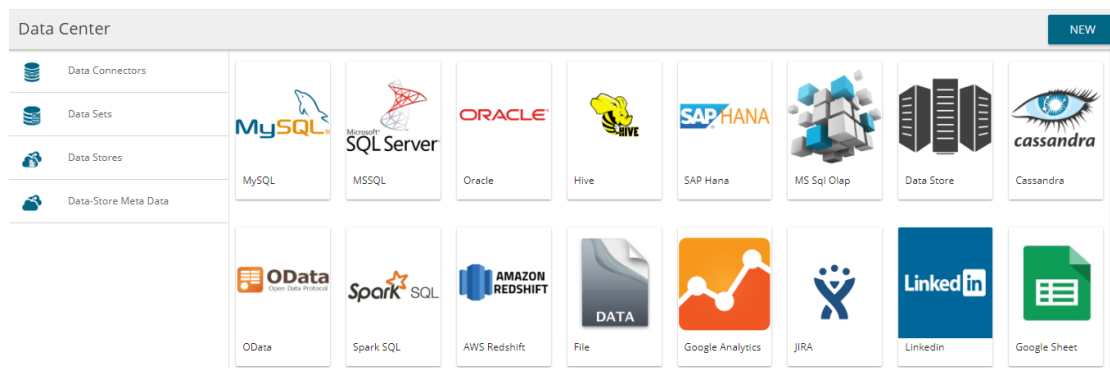 Data Center
NEW
Data Connectors
Data Sets
Data Stores
Data-Store Meta Data
MySQL
MySQL
Microsoft
SQL Server
MSSQL
ORACLE
Oracle
HIVE
Hive
SAP HANA
SAP Hana
MS Sql Olap
Data Store
cassandra
Cassandra
OData
Open Data Protocol
OData
Spark SQL
Spark SQL
AMAZON
REDSHIFT
AWS Redshift
DATA
File
Google Analytics
JIRA
Linked in
Linkedin
Google Sheet